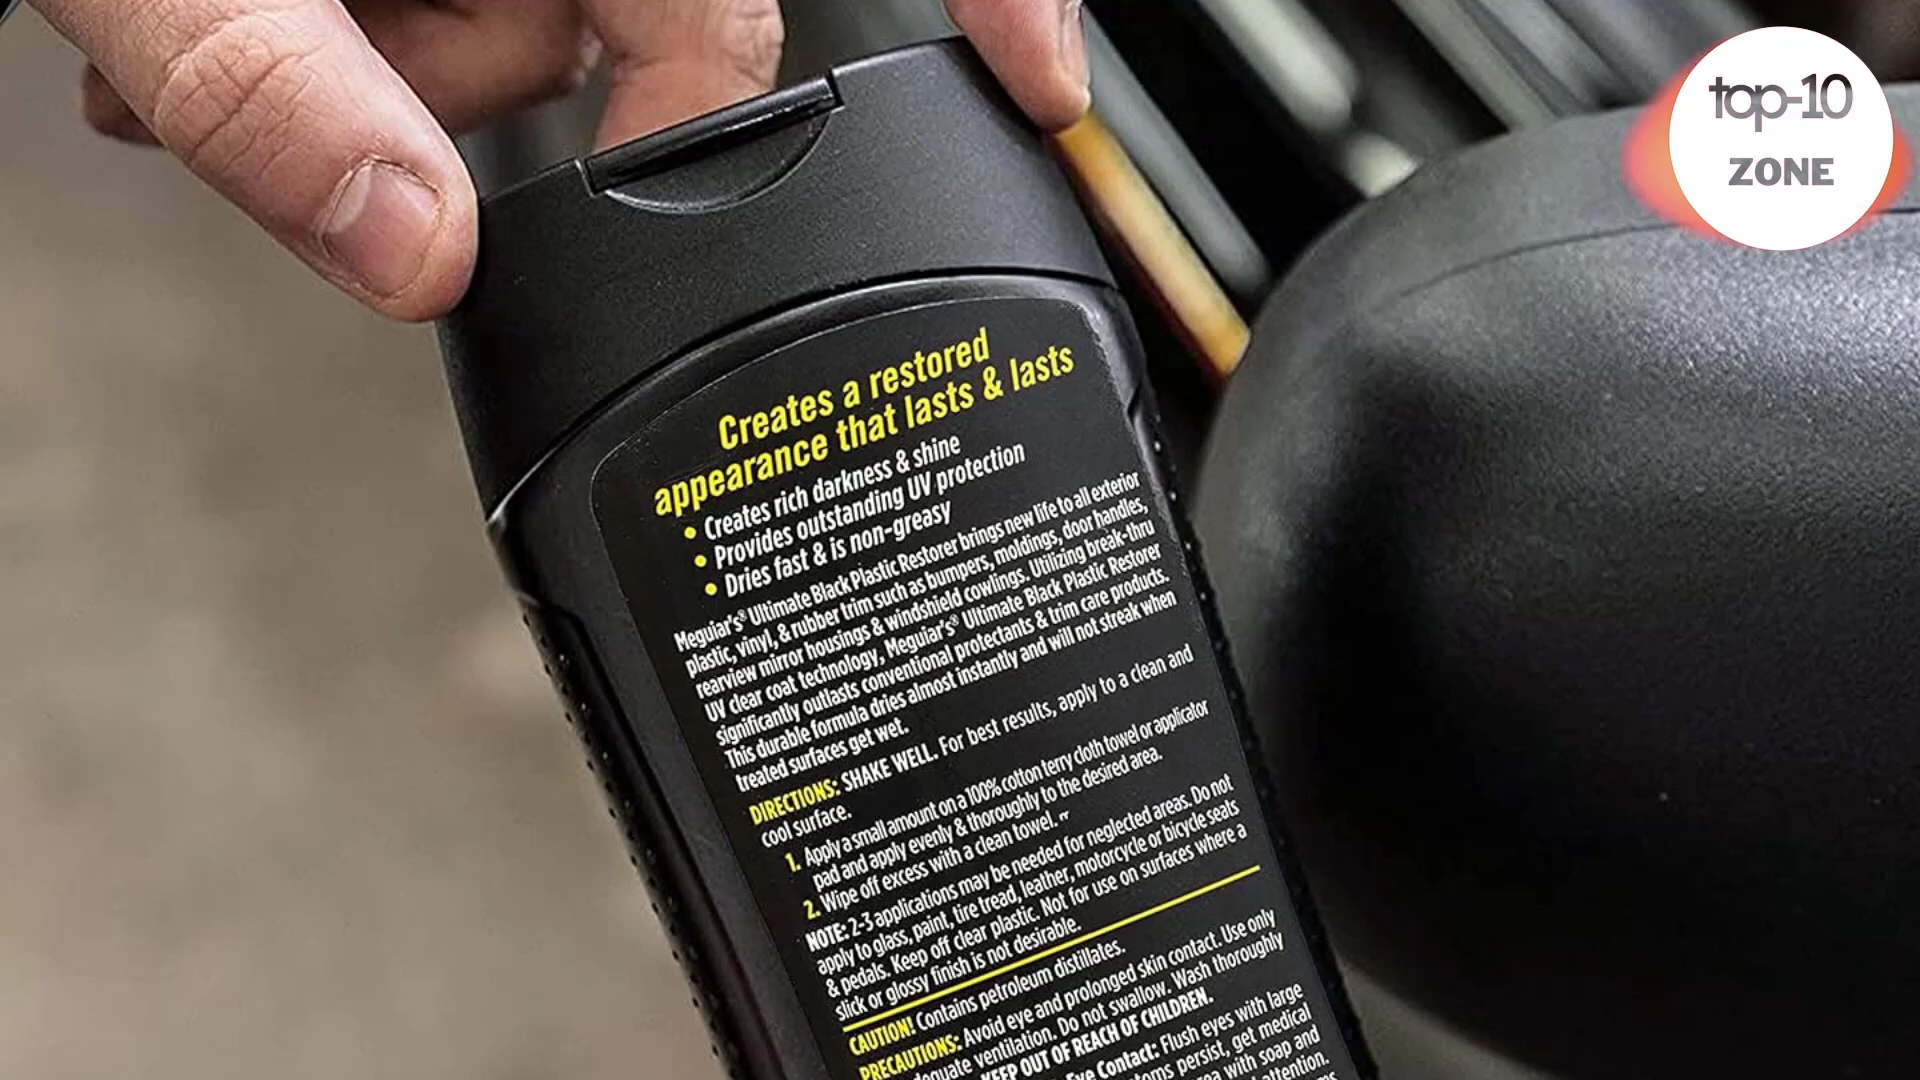 top-10
ZONE
Creates a restored
appearance that lasts & lasts
• Creates rich darkness & shine
• Provides outstanding UV protection
• Dries fast & is non-greasy
Meguiar's® Ultimate Black Plastic Restorer brings new life to all exterior
plastic, vinyl, & rubber trim such as bumpers, moldings, door handles,
rearview mirror housings & windshield cowlings. Utilizing break-thru
UV clear coat technology, Meguiar's® Ultimate Black Plastic Restorer
significantly outlasts conventional protectants & trim care products.
This durable formula dries almost instantly and will not streak when
treated surfaces get wet.
DIRECTIONS: SHAKE WELL. For best results, apply to a clean and
cool surface.
1. Apply a small amount on a 100% cotton terry cloth towel or applicator
pad and apply evenly & thoroughly to the desired area.
2. Wipe off excess with a clean towel.
NOTE: 2-3 applications may be needed for neglected areas. Do not
apply to glass, paint, tire tread, leather, motorcycle or bicycle seats
& pedals. Keep off clear plastic. Not for use on surfaces where a
slick or glossy finish is not desirable.
CAUTION! Contains petroleum distillates.
PRECAUTIONS: Avoid eye and prolonged skin contact. Use only
dequate ventilation. Do not swallow. Wash thoroughly
KEEP OUT OF REACH OF CHILDREN.
Eye Contact: Flush eyes with large
toms persist, get medical
area with soap and
attention.